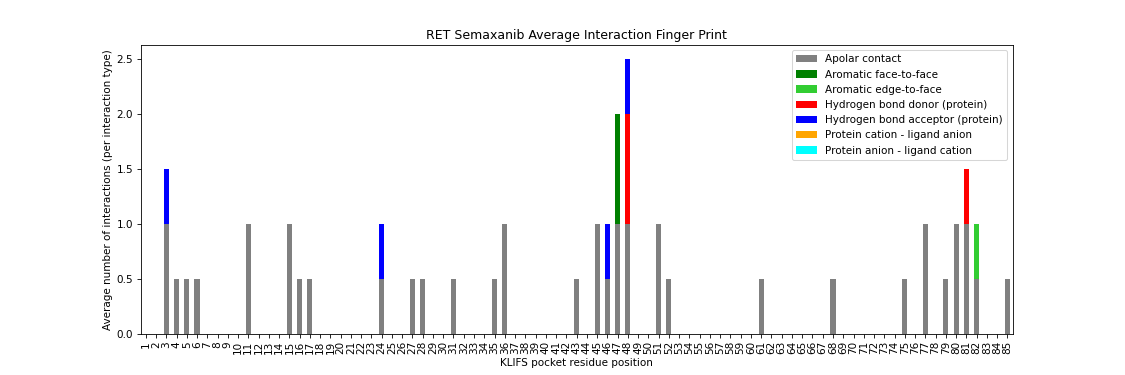 RET Semaxanib Average Interaction Finger Print
Average number of interactions (per interaction type)
2.5
2.0
1.5
1.0
0.5
0.0
Apolar contact
Aromatic face-to-face
Aromatic edge-to-face
Hydrogen bond donor (protein)
Hydrogen bond acceptor (protein)
Protein cation - ligand anion
Protein anion - ligand cation
1 2 3 4 5 6 7 8 9 10 11 12 13 14 15 16 17 18 19 20 21 22 23 24 25 26 27 28 29 30 31 32 33 34 35 36 37 38 39 40 41 42 43 44 45 46 47 48 49 50 51 52 53 54 55 56 57 58 59 60 61 62 63 64 65 66 67 68 69 70 71 72 73 74 75 76 77 78 79 80 81 82 83 84 85
KLIFS pocket residue position